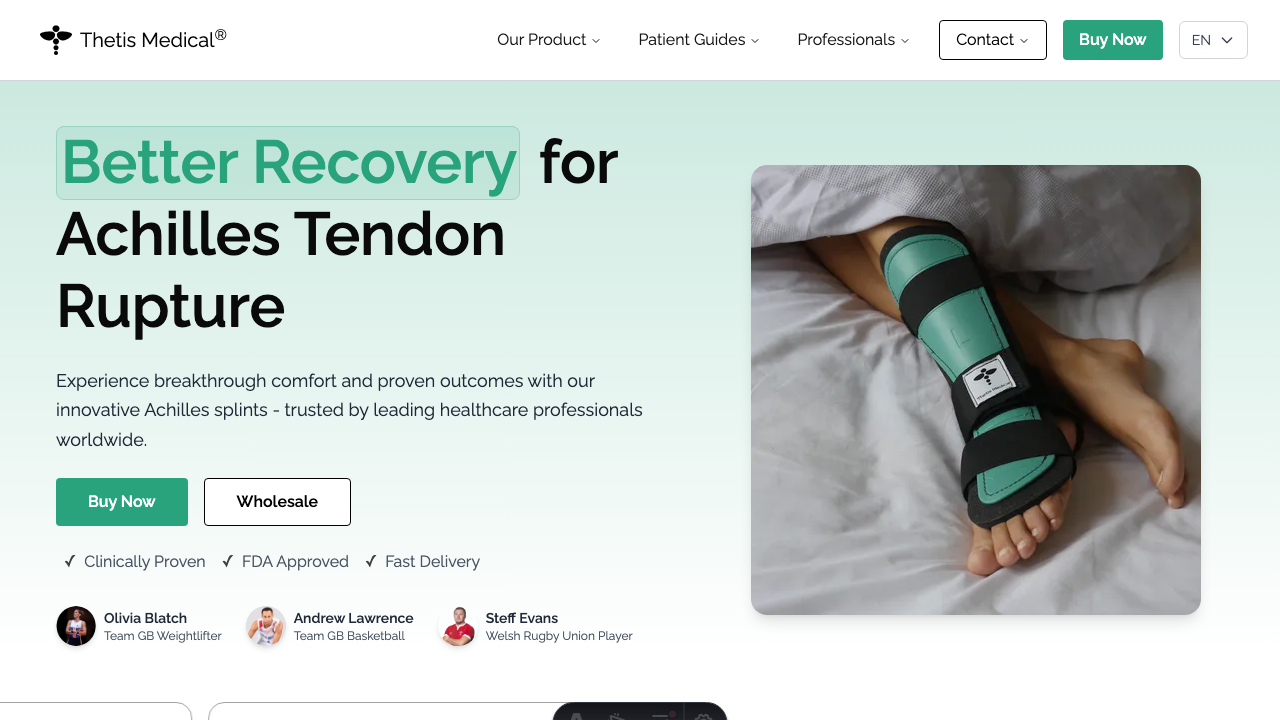 Thetis Medical®
Our Product
Patient Guides
Professionals
Contact
Buy Now
EN
Better Recovery for
Achilles Tendon
Rupture
Experience breakthrough comfort and proven outcomes with our
innovative Achilles splints - trusted by leading healthcare professionals
worldwide.
Buy Now
Wholesale
✓ Clinically Proven
✓ FDA Approved
✓ Fast Delivery
Olivia Blatch
Team GB Weightlifter
Andrew Lawrence
Team GB Basketball
Steff Evans
Welsh Rugby Union Player
Thetis Medical